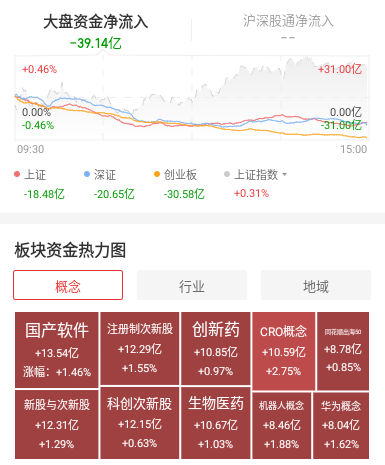 大盘资金净流入
沪深股通净流入
-39.14亿
--
+0.46%
+31.00亿
0.00%
0.00亿
-0.46%
-31.00亿
09:30
15:00
上证
深证
创业板
上证指数
-18.48亿
-20.65亿
-30.58亿
+0.31%
板块资金热力图
概念
行业
地域
国产软件
+13.54亿
涨幅：+1.46%
注册制次新股
+12.29亿
+1.55%
创新药
+10.85亿
+0.97%
CRO概念
+10.59亿
+2.75%
同花顺出海50
+8.78亿
+0.85%
新股与次新股
+12.31亿
+1.29%
科创次新股
+12.15亿
+0.63%
生物医药
+10.67亿
+1.03%
机器人概念
+8.46亿
+1.88%
华为概念
+8.04亿
+1.62%